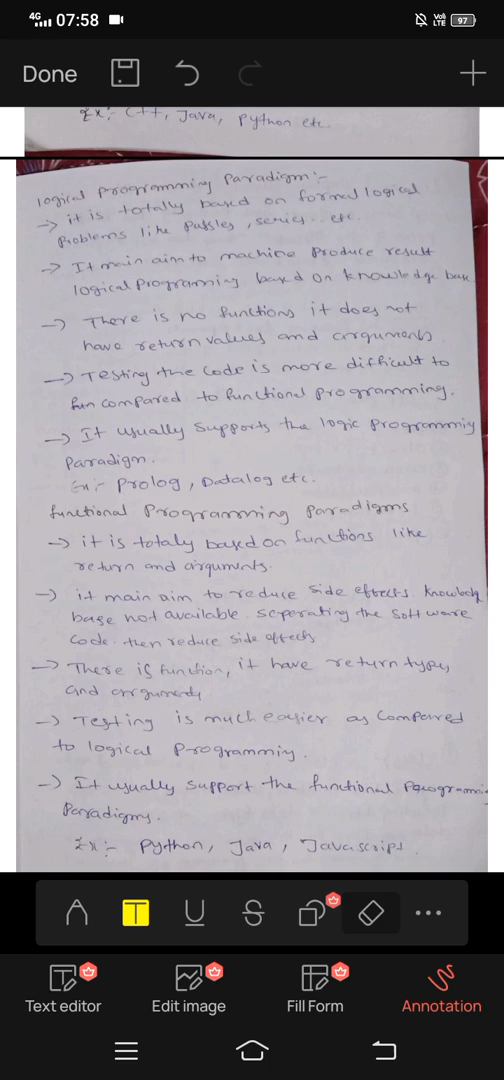 4G 07:58 Vo) LTE 97
Done
Ex:- C++, Java, Python etc.
logical Programming Paradigm:-
-> it is totally based on formal logical
Problems like Pussles, series.. etc.
-> It main aim to machine Produce result
logical Programming based on knowledge base
-> There is no functions it does not
have return values and arguments.
-> Testing the code is more difficult to
compared to functional programming.
-> It usually supports the logic programmiy
Paradigm.
Ex:- Prolog, Datalog etc.
functional Programming Paradigms
-> it is totaly based on functions like
return and arguments.
-> it main aim to reduce side effects. knowledge
base not available. seperating the Software
code. then reduce side effects
-> There is function, it have return types
and arguments
-> Testing is much easier as compared
to logical Programmiy.
-> It usually support the functional Programmi
Paradigms.
Ex:- Python, Java, Javascript.
T U S
Text editor Edit image Fill Form Annotation